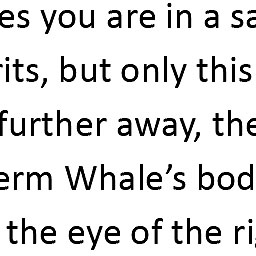 es you are in a sa
rits, but only this
further away, the
erm Whale’s bod
the eye of the ri